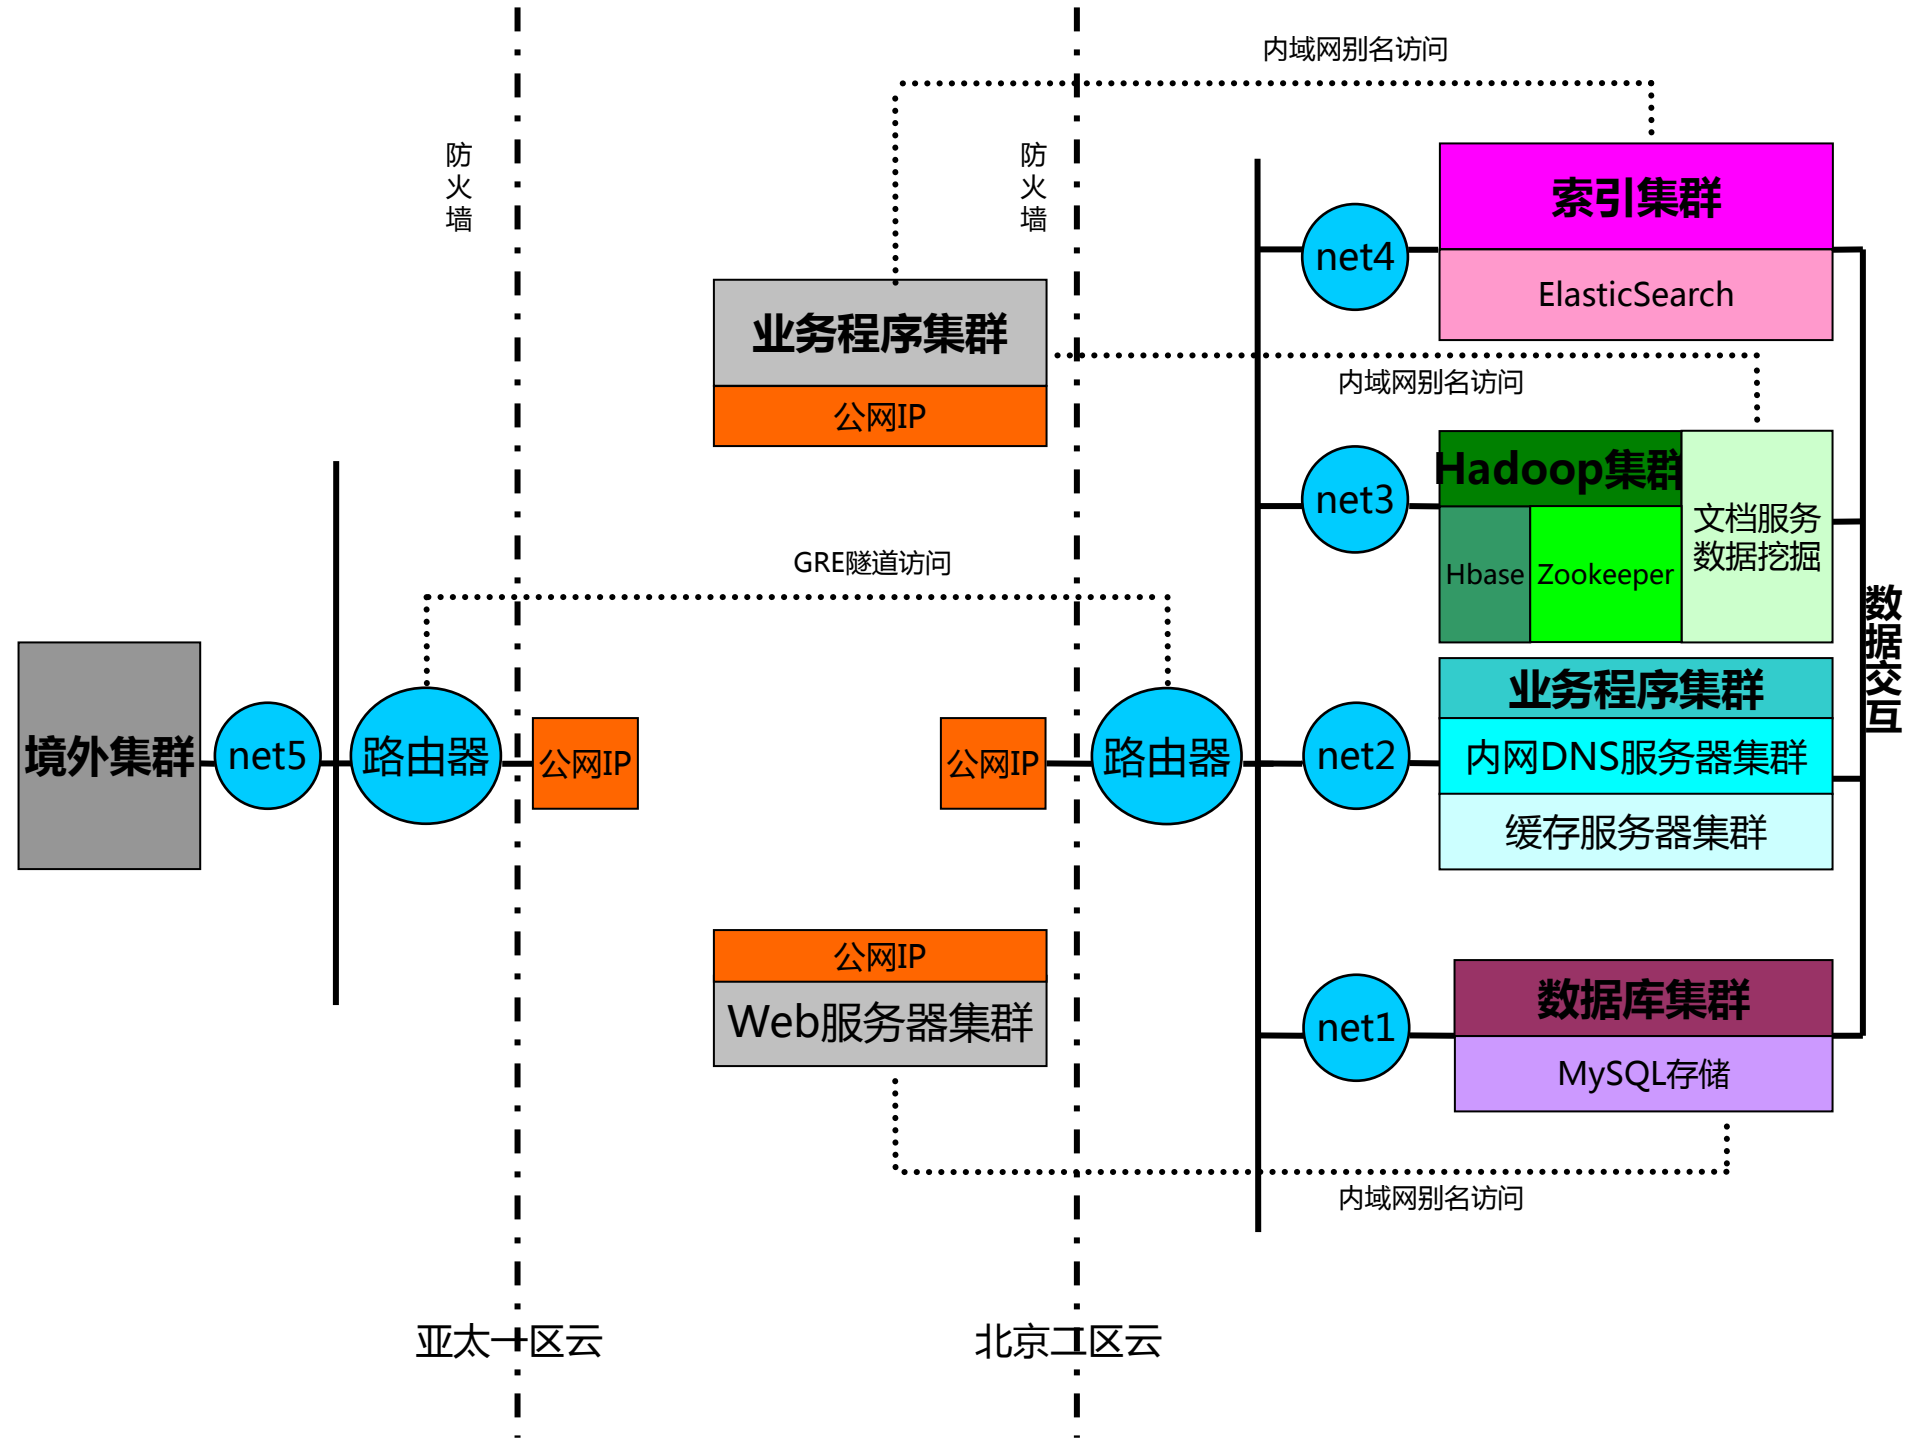 内域网别名访问
防
火
墙
防
火
墙
索引集群
net4
ElasticSearch
业务程序集群
公网IP
内域网别名访问
Hadoop集群
net3
文档服务
数据挖掘
Hbase
Zookeeper
GRE隧道访问
数
据
交
互
境外集群
net5
路由器
公网IP
公网IP
路由器
net2
业务程序集群
内网DNS服务器集群
缓存服务器集群
公网IP
Web服务器集群
net1
数据库集群
MySQL存储
内域网别名访问
亚太一区云
北京二区云